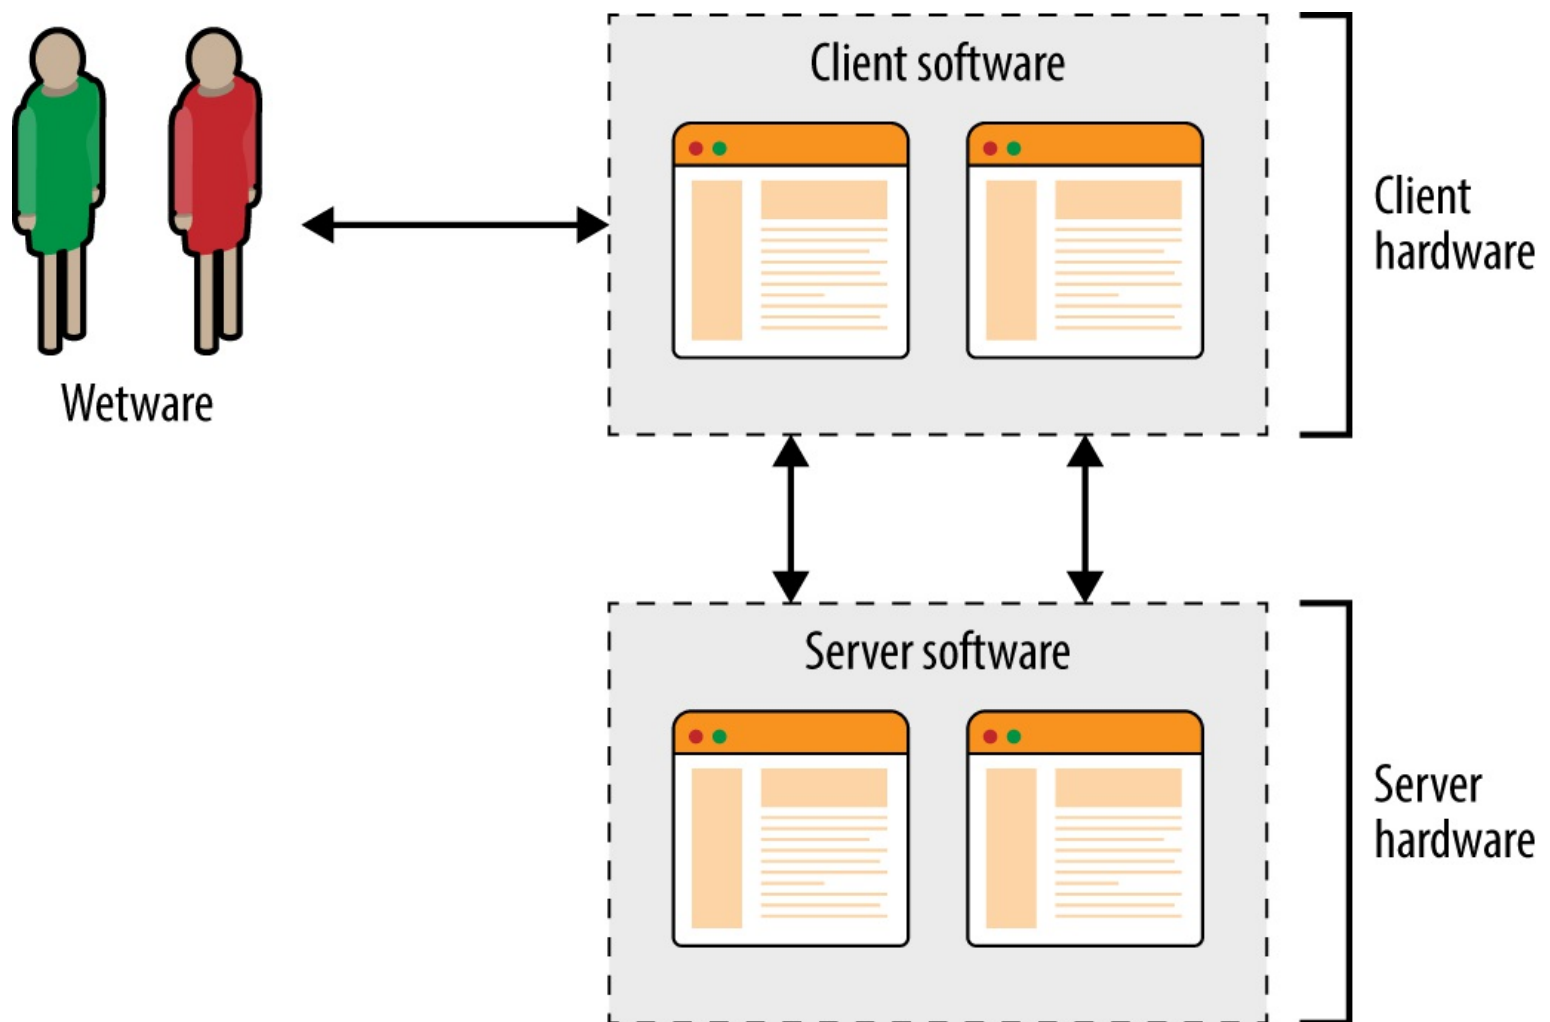 Client software
Client
hardware
Wetware
Server software
Server
hardware